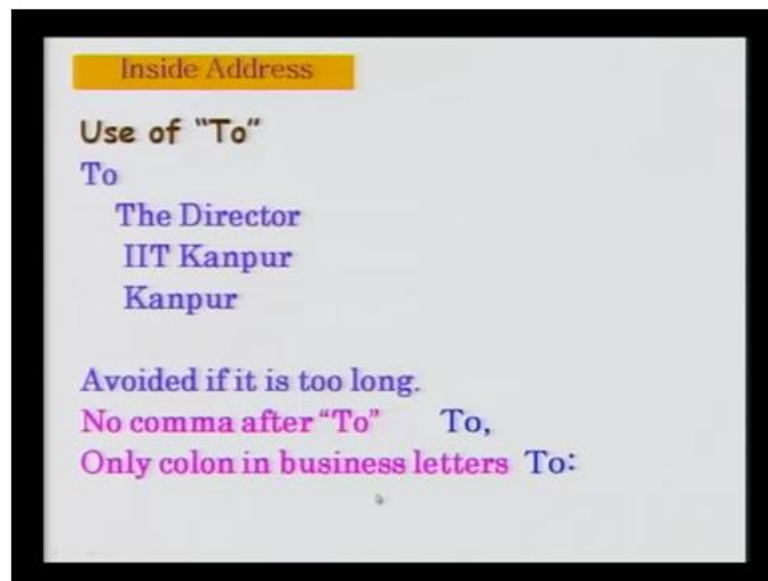 Inside Address
Use of "To"
To
The Director
IIT Kanpur
Kanpur
Avoided if it is too long.
No comma after "To" To,
Only colon in business letters To: